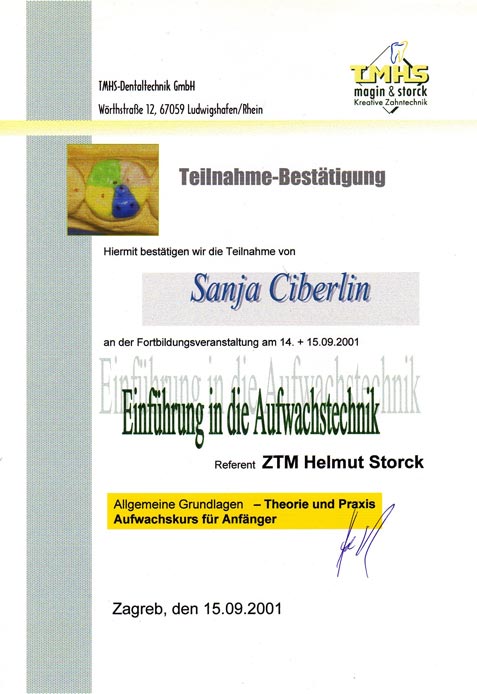 TMHS-Dentaltechnik GmbH
Wörthstraße 12, 67059 Ludwigshafen/Rhein
TMHS
magin & storck
Kreative Zahntechnik
Teilnahme-Bestätigung
Hiermit bestätigen wir die Teilnahme von
Sanja Ciberlin
an der Fortbildungsveranstaltung am 14. + 15.09.2001
Einführung in die Aufwachstechnik
Einführung in die Aufwachstechnik
Referent ZTM Helmut Storck
Allgemeine Grundlagen – Theorie und Praxis
Aufwachskurs für Anfänger
Zagreb, den 15.09.2001